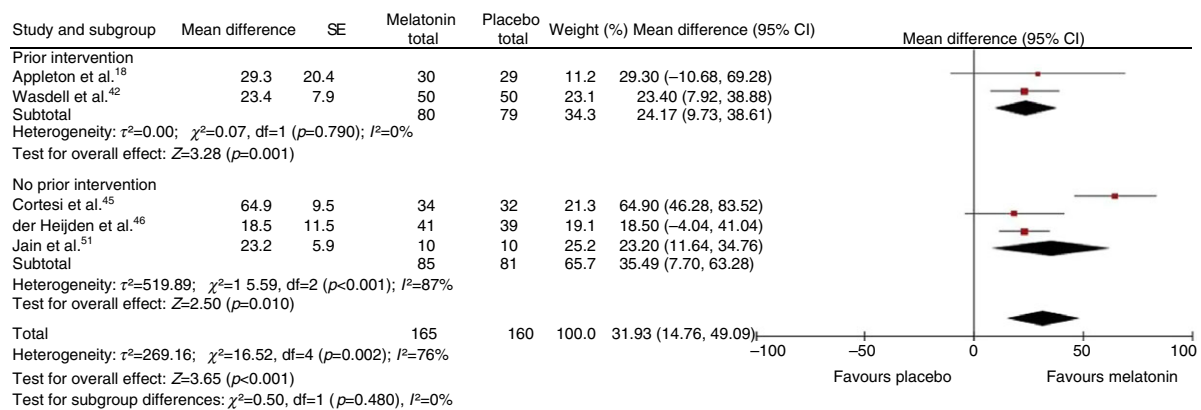 Study and subgroup Mean difference SE Melatonin total Placebo total Weight (%) Mean difference (95% CI) Mean difference (95% CI)
Prior intervention
Appleton et al.18 29.3 20.4 30 29 11.2 29.30 (−10.68, 69.28)
Wasdell et al.42 23.4 7.9 50 50 23.1 23.40 (7.92, 38.88)
Subtotal 80 79 34.3 24.17 (9.73, 38.61)
Heterogeneity: τ²=0.00; χ²=0.07, df=1 (p=0.790); I²=0%
Test for overall effect: Z=3.28 (p=0.001)
No prior intervention
Cortesi et al.45 64.9 9.5 34 32 21.3 64.90 (46.28, 83.52)
der Heijden et al.46 18.5 11.5 41 39 19.1 18.50 (−4.04, 41.04)
Jain et al.51 23.2 5.9 10 10 25.2 23.20 (11.64, 34.76)
Subtotal 85 81 65.7 35.49 (7.70, 63.28)
Heterogeneity: τ²=519.89; χ²=1 5.59, df=2 (p<0.001); I²=87%
Test for overall effect: Z=2.50 (p=0.010)
Total 165 160 100.0 31.93 (14.76, 49.09)
Heterogeneity: τ²=269.16; χ²=16.52, df=4 (p=0.002); I²=76%
Test for overall effect: Z=3.65 (p<0.001)
Test for subgroup differences: χ²=0.50, df=1 (p=0.480), I²=0%
−100 −50 0 50 100
Favours placebo Favours melatonin